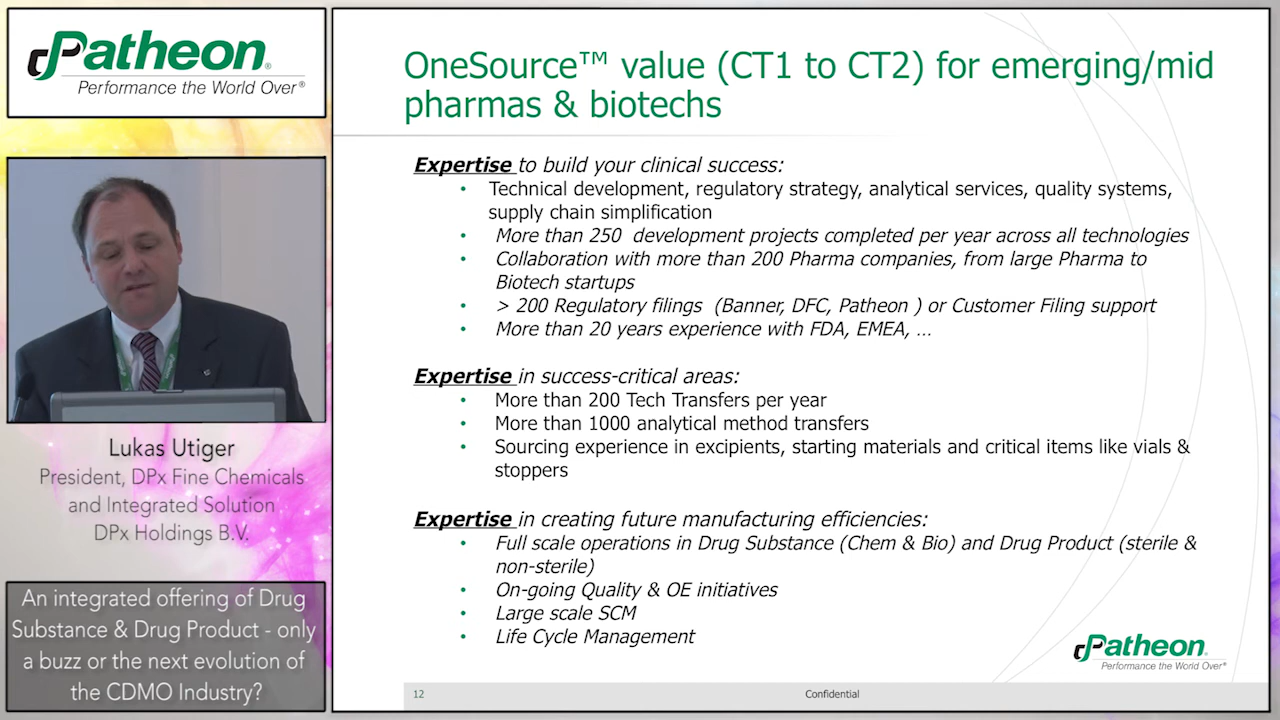 Patheon®
Performance the World Over®
Lukas Utiger
President, DPx Fine Chemicals
and Integrated Solution
DPx Holdings B.V.
An integrated offering of Drug
Substance & Drug Product - only
a buzz or the next evolution of
the CDMO Industry?
OneSource™ value (CT1 to CT2) for emerging/mid
pharmas & biotechs
Expertise to build your clinical success:
• Technical development, regulatory strategy, analytical services, quality systems,
supply chain simplification
• More than 250 development projects completed per year across all technologies
• Collaboration with more than 200 Pharma companies, from large Pharma to
Biotech startups
• > 200 Regulatory filings (Banner, DFC, Patheon ) or Customer Filing support
• More than 20 years experience with FDA, EMEA, …
Expertise in success-critical areas:
• More than 200 Tech Transfers per year
• More than 1000 analytical method transfers
• Sourcing experience in excipients, starting materials and critical items like vials &
stoppers
Expertise in creating future manufacturing efficiencies:
• Full scale operations in Drug Substance (Chem & Bio) and Drug Product (sterile &
non-sterile)
• On-going Quality & OE initiatives
• Large scale SCM
• Life Cycle Management
Patheon®
Performance the World Over®
12
Confidential